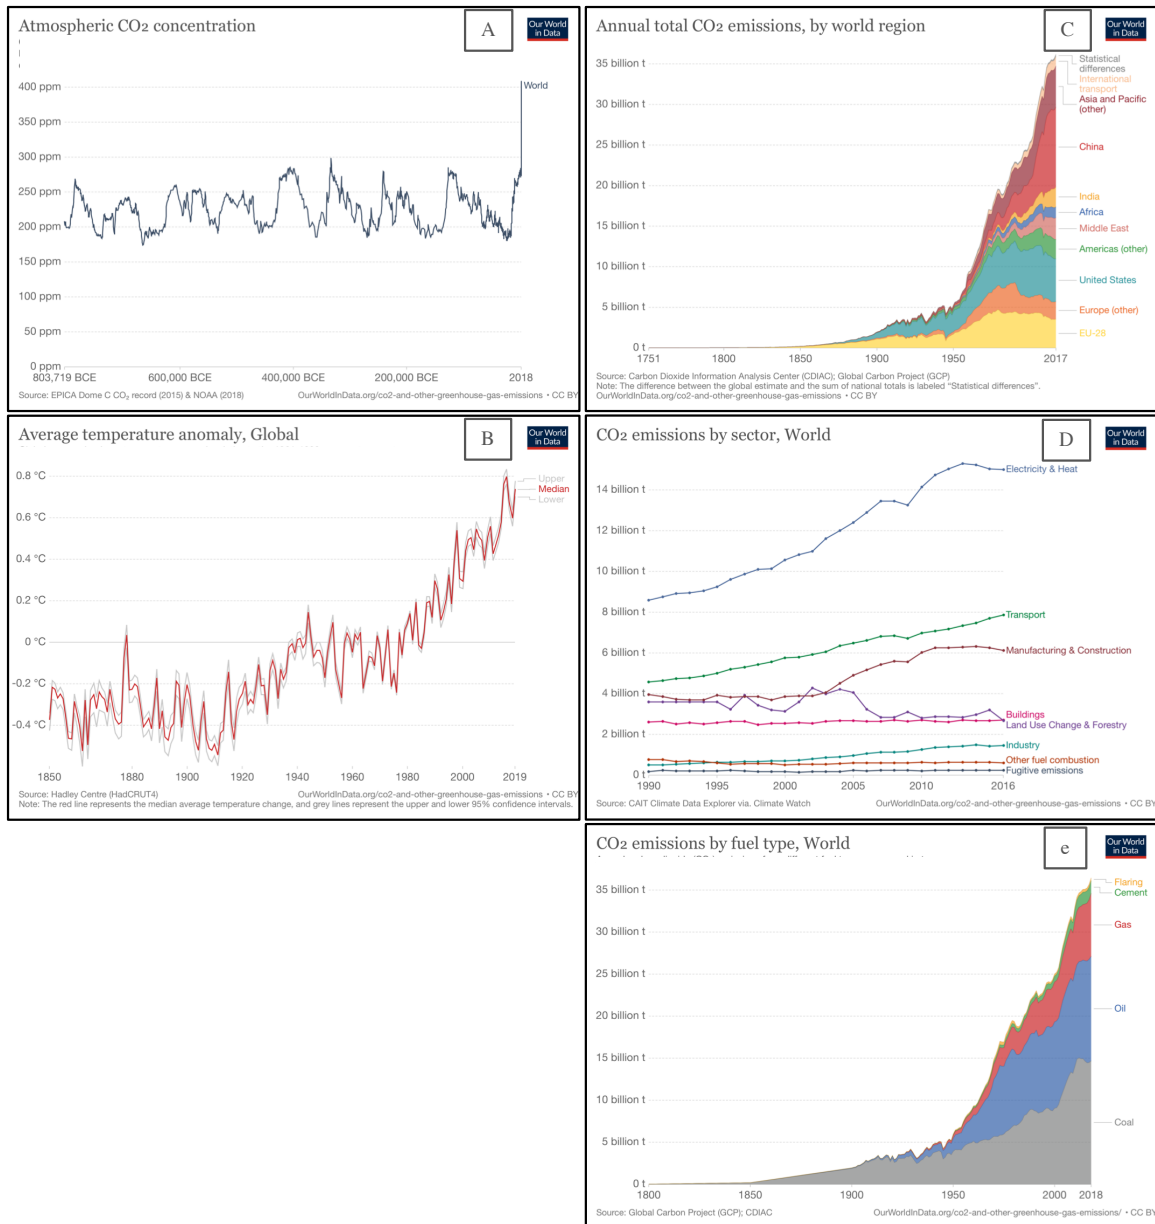 Atmospheric CO2 concentration
A
Our World
in Data
400 ppm
350 ppm
300 ppm
250 ppm
200 ppm
150 ppm
100 ppm
50 ppm
0 ppm
World
803,719 BCE
600,000 BCE
400,000 BCE
200,000 BCE
2018
Source: EPICA Dome C CO₂ record (2015) & NOAA (2018)
OurWorldInData.org/co2-and-other-greenhouse-gas-emissions • CC BY
Annual total CO2 emissions, by world region
C
Our World
in Data
35 billion t
30 billion t
25 billion t
20 billion t
15 billion t
10 billion t
5 billion t
0 t
Statistical
differences
International
transport
Asia and Pacific
(other)
China
India
Africa
Middle East
Americas (other)
United States
Europe (other)
EU-28
1751
1800
1850
1900
1950
2017
Source: Carbon Dioxide Information Analysis Center (CDIAC); Global Carbon Project (GCP)
Note: The difference between the global estimate and the sum of national totals is labeled "Statistical differences".
OurWorldInData.org/co2-and-other-greenhouse-gas-emissions • CC BY
Average temperature anomaly, Global
B
Our World
in Data
0.8 °C
0.6 °C
0.4 °C
0.2 °C
0 °C
-0.2 °C
-0.4 °C
Upper
Median
Lower
1850
1880
1900
1920
1940
1960
1980
2000
2019
Source: Hadley Centre (HadCRUT4)
OurWorldInData.org/co2-and-other-greenhouse-gas-emissions • CC BY
Note: The red line represents the median average temperature change, and grey lines represent the upper and lower 95% confidence intervals.
CO2 emissions by sector, World
D
Our World
in Data
14 billion t
12 billion t
10 billion t
8 billion t
6 billion t
4 billion t
2 billion t
0 t
Electricity & Heat
Transport
Manufacturing & Construction
Buildings
Land Use Change & Forestry
Industry
Other fuel combustion
Fugitive emissions
1990
1995
2000
2005
2010
2016
Source: CAIT Climate Data Explorer via. Climate Watch
OurWorldInData.org/co2-and-other-greenhouse-gas-emissions • CC BY
CO2 emissions by fuel type, World
e
Our World
in Data
35 billion t
30 billion t
25 billion t
20 billion t
15 billion t
10 billion t
5 billion t
0 t
Flaring
Cement
Gas
Oil
Coal
1800
1850
1900
1950
2000
2018
Source: Global Carbon Project (GCP); CDIAC
OurWorldInData.org/co2-and-other-greenhouse-gas-emissions/ • CC BY